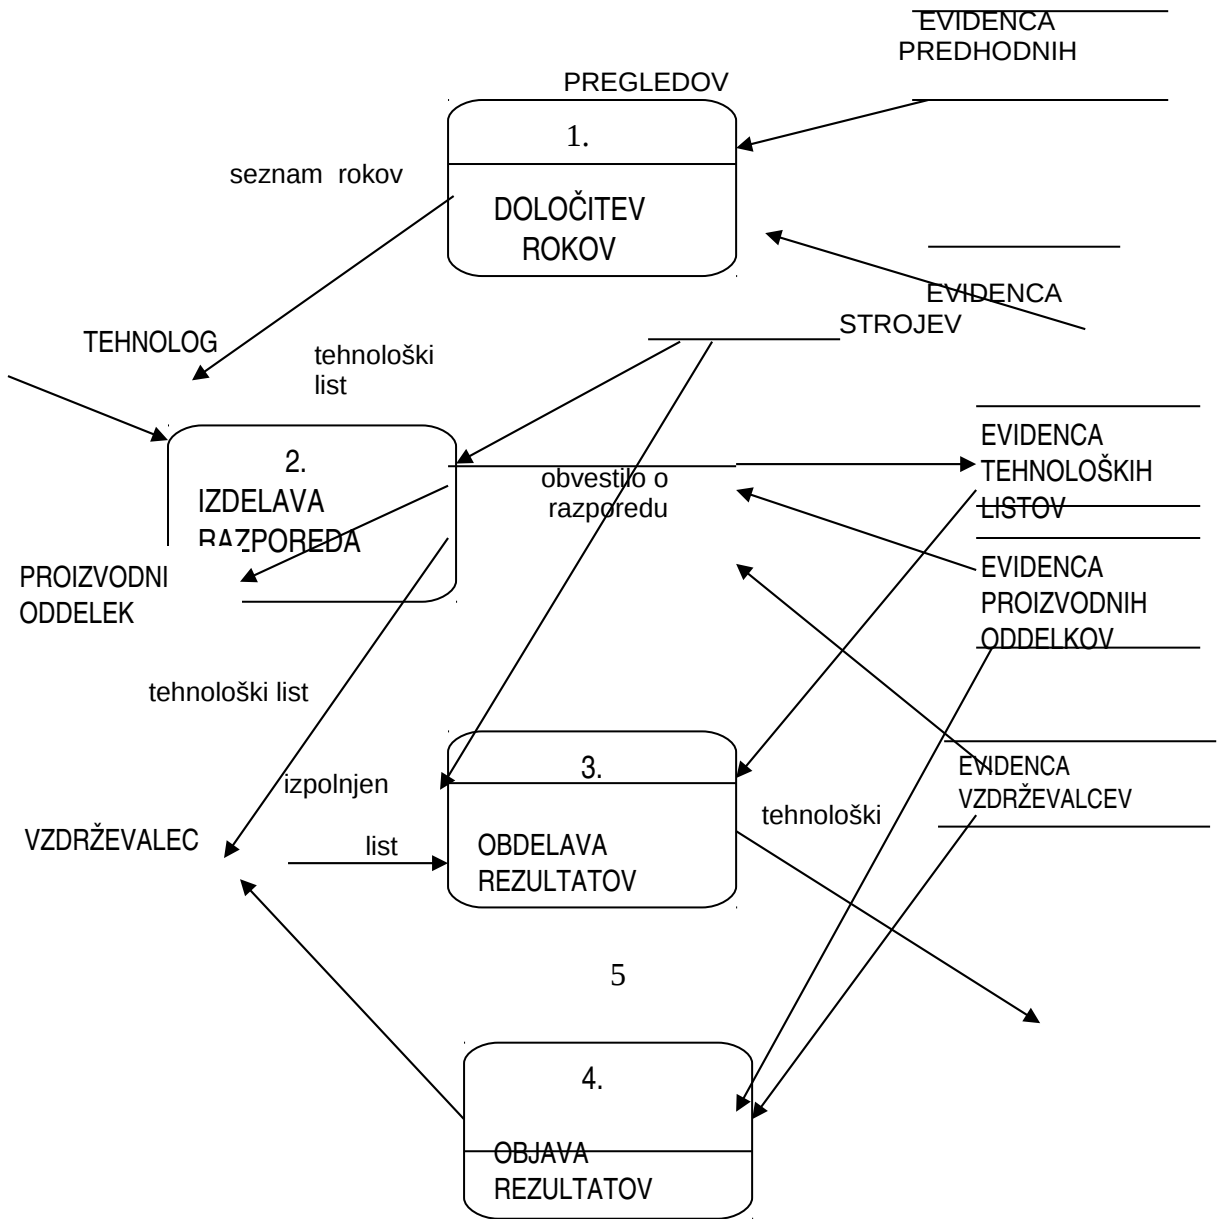 EVIDENCA
PREDHODNIH
PREGLEDOV
1.
seznam rokov
DOLOČITEV
ROKOV
EVIDENCA
STROJEV
TEHNOLOG
tehnološki
list
2.
IZDELAVA
RAZPOREDA
obvestilo o
razporedu
EVIDENCA
TEHNOLOŠKIH
LISTOV
PROIZVODNI
ODDELEK
EVIDENCA
PROIZVODNIH
ODDELKOV
tehnološki list
3.
izpolnjen
tehnološki
EVIDENCA
VZDRŽEVALCEV
VZDRŽEVALEC
list
OBDELAVA
REZULTATOV
5
4.
OBJAVA
REZULTATOV